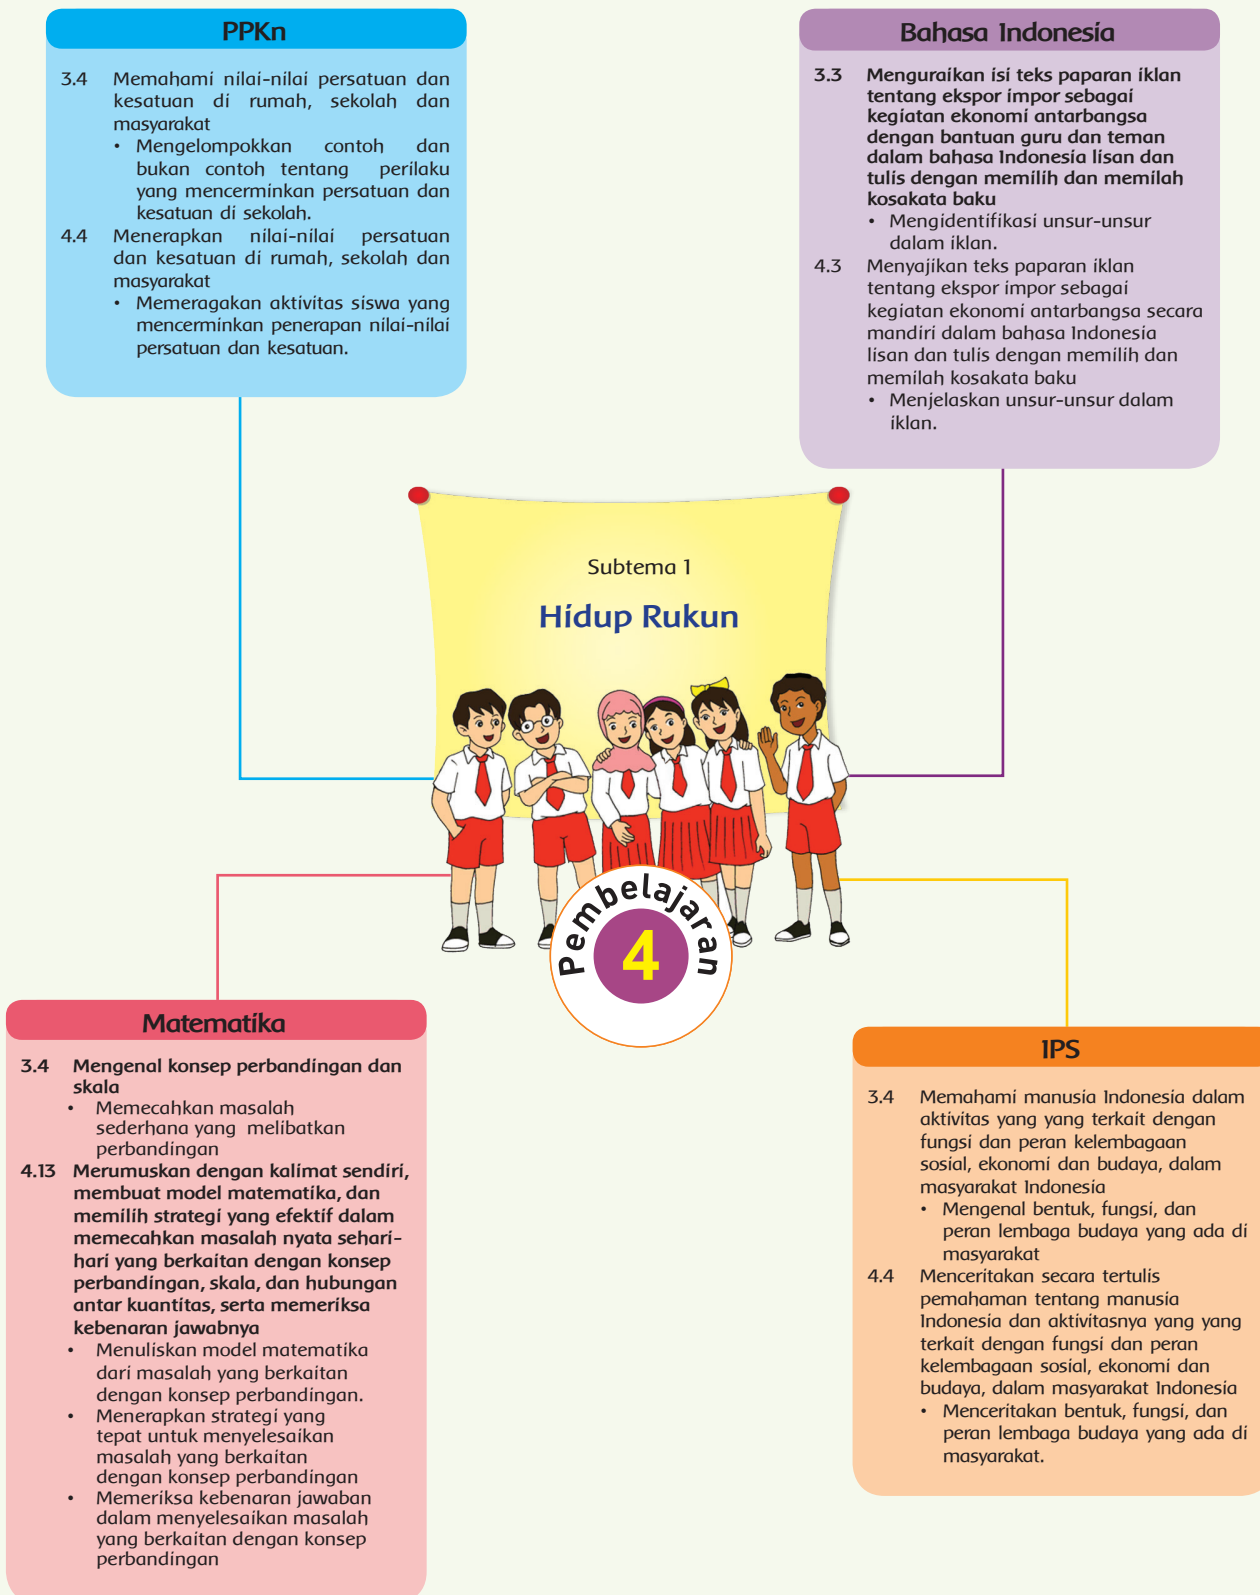 PPKn
3.4 Memahami nilai-nilai persatuan dan
kesatuan di rumah, sekolah dan
masyarakat
• Mengelompokkan contoh dan
bukan contoh tentang perilaku
yang mencerminkan persatuan dan
kesatuan di sekolah.
4.4 Menerapkan nilai-nilai persatuan
dan kesatuan di rumah, sekolah dan
masyarakat
• Memeragakan aktivitas siswa yang
mencerminkan penerapan nilai-nilai
persatuan dan kesatuan.
Bahasa Indonesia
3.3 Menguraikan isi teks paparan iklan
tentang ekspor impor sebagai
kegiatan ekonomi antarbangsa
dengan bantuan guru dan teman
dalam bahasa Indonesia lisan dan
tulis dengan memilih dan memilah
kosakata baku
• Mengidentifikasi unsur-unsur
dalam iklan.
4.3 Menyajikan teks paparan iklan
tentang ekspor impor sebagai
kegiatan ekonomi antarbangsa secara
mandiri dalam bahasa Indonesia
lisan dan tulis dengan memilih dan
memilah kosakata baku
• Menjelaskan unsur-unsur dalam
iklan.
Subtema 1
Hidup Rukun
Pembelajaran
4
Matematika
3.4 Mengenal konsep perbandingan dan
skala
• Memecahkan masalah
sederhana yang melibatkan
perbandingan
4.13 Merumuskan dengan kalimat sendiri,
membuat model matematika, dan
memilih strategi yang efektif dalam
memecahkan masalah nyata sehari-
hari yang berkaitan dengan konsep
perbandingan, skala, dan hubungan
antar kuantitas, serta memeriksa
kebenaran jawabnya
• Menuliskan model matematika
dari masalah yang berkaitan
dengan konsep perbandingan.
• Menerapkan strategi yang
tepat untuk menyelesaikan
masalah yang berkaitan
dengan konsep perbandingan
• Memeriksa kebenaran jawaban
dalam menyelesaikan masalah
yang berkaitan dengan konsep
perbandingan
IPS
3.4 Memahami manusia Indonesia dalam
aktivitas yang yang terkait dengan
fungsi dan peran kelembagaan
sosial, ekonomi dan budaya, dalam
masyarakat Indonesia
• Mengenal bentuk, fungsi, dan
peran lembaga budaya yang ada di
masyarakat
4.4 Menceritakan secara tertulis
pemahaman tentang manusia
Indonesia dan aktivitasnya yang yang
terkait dengan fungsi dan peran
kelembagaan sosial, ekonomi dan
budaya, dalam masyarakat Indonesia
• Menceritakan bentuk, fungsi, dan
peran lembaga budaya yang ada di
masyarakat.